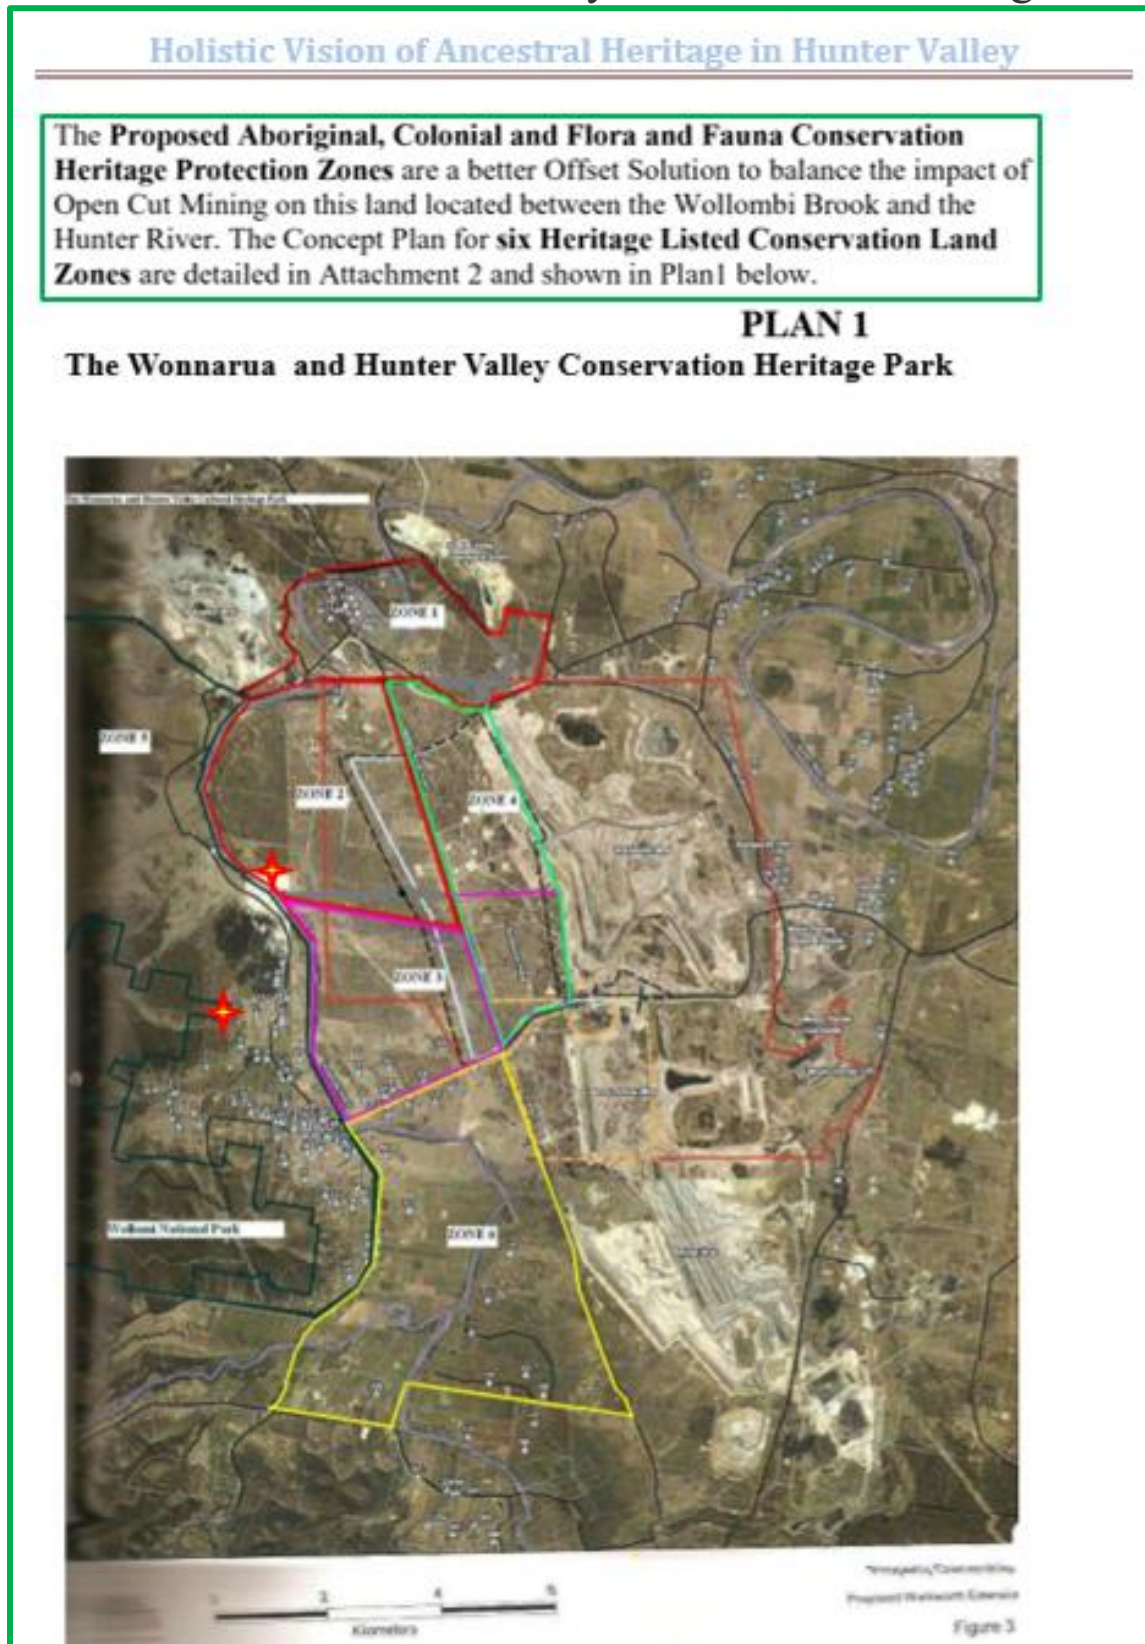 Holistic Vision of Ancestral Heritage in Hunter Valley
The Proposed Aboriginal, Colonial and Flora and Fauna Conservation
Heritage Protection Zones are a better Offset Solution to balance the impact of
Open Cut Mining on this land located between the Wollombi Brook and the
Hunter River. The Concept Plan for six Heritage Listed Conservation Land
Zones are detailed in Attachment 2 and shown in Plan1 below.
PLAN 1
The Wonnarua and Hunter Valley Conservation Heritage Park
ZONE 1
ZONE 5
ZONE 2
ZONE 4
ZONE 3
Wollemi National Park
ZONE 6
Kilometers
Figure 3